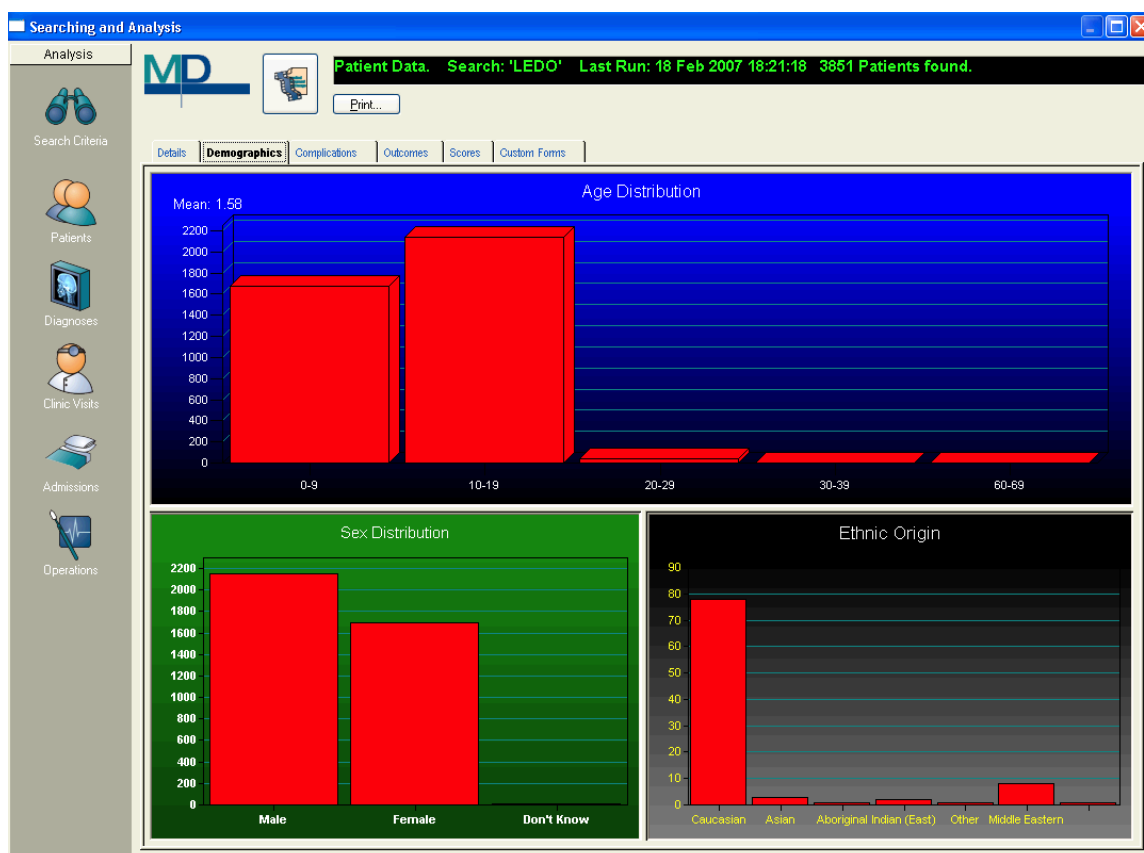 Searching and Analysis
Analysis
MD
Patient Data. Search: 'LEDO' Last Run: 18 Feb 2007 18:21:18 3851 Patients found.
Print...
Search Criteria
Patients
Diagnoses
Clinic Visits
Admissions
Operations
Details Demographics Complications Outcomes Scores Custom Forms
Age Distribution
Mean: 1.58
2200
2000
1800
1600
1400
1200
1000
800
600
400
200
0
0-9 10-19 20-29 30-39 60-69
Sex Distribution
2200
2000
1800
1600
1400
1200
1000
800
600
400
200
0
Male Female Don't Know
Ethnic Origin
90
80
70
60
50
40
30
20
10
0
Caucasian Asian Aboriginal Indian (East) Other Middle Eastern